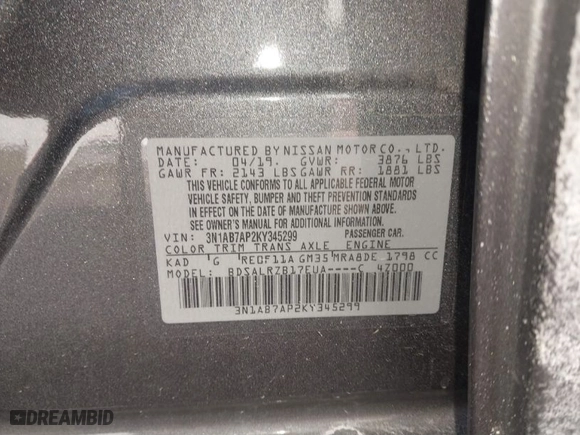 MANUFACTURED BY NISSAN MOTOR CO., LTD.
DATE: 04/19. GVWR: 3876 LBS
GAWR FR: 2143 LBS GAWR RR: 1881 LBS
THIS VEHICLE CONFORMS TO ALL APPLICABLE FEDERAL MOTOR
VEHICLE SAFETY, BUMPER AND THEFT PREVENTION STANDARDS
IN EFFECT ON THE DATE OF MANUFACTURE SHOWN ABOVE.
SEE OWNER'S MANUAL FOR ADDITIONAL INFORMATION.
VIN: 3N1AB7AP2KY345299 PASSENGER CAR.
COLOR TRIM TRANS AXLE ENGINE
KAD G RE0F11A GM35 MRA8DE 1798 CC
MODEL: BDSALRZB17EUA----C 4Z000
3N1AB7AP2KY345299
DREAMBID